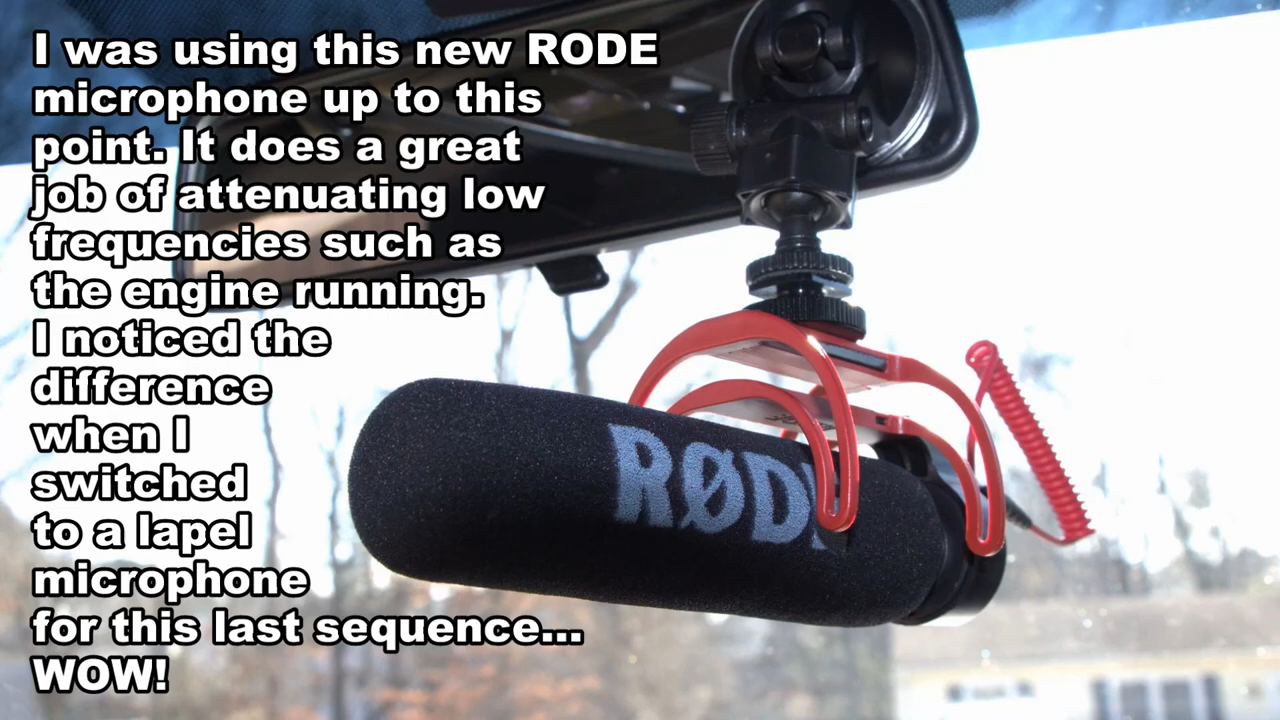 I was using this new RODE
microphone up to this
point. It does a great
job of attenuating low
frequencies such as
the engine running.
I noticed the
difference
when I
switched
to a lapel
microphone
for this last sequence...
WOW!
RØDE